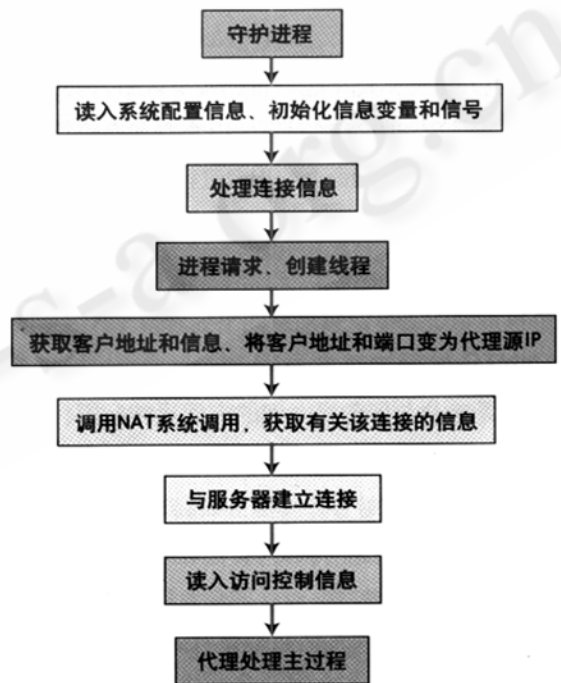 守护进程
读入系统配置信息、初始化信息变量和信号
处理连接信息
进程请求、创建线程
获取客户地址和信息、将客户地址和端口变为代理源IP
调用NAT系统调用，获取有关该连接的信息
与服务器建立连接
读入访问控制信息
代理处理主过程